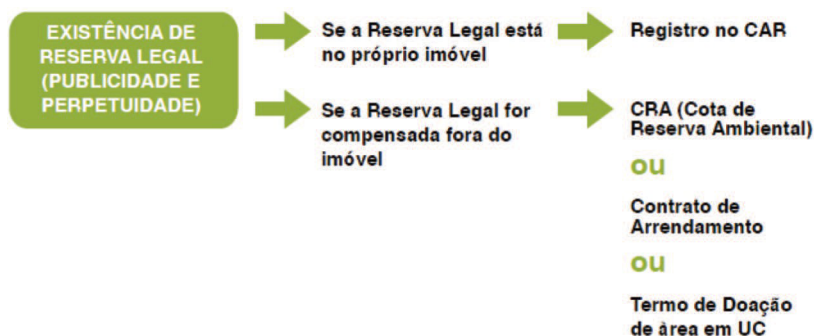 EXISTÊNCIA DE
RESERVA LEGAL
(PUBLICIDADE E
PERPETUIDADE)
Se a Reserva Legal está
no próprio imóvel
Registro no CAR
Se a Reserva Legal for
compensada fora do
imóvel
CRA (Cota de
Reserva Ambiental)
ou
Contrato de
Arrendamento
ou
Termo de Doação
de àrea em UC